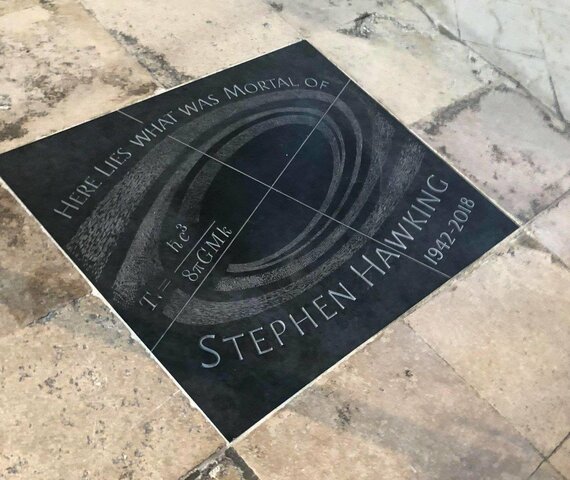 HERE LIES WHAT WAS MORTAL OF
T = ħc³ / 8πGMk
STEPHEN HAWKING
1942-2018